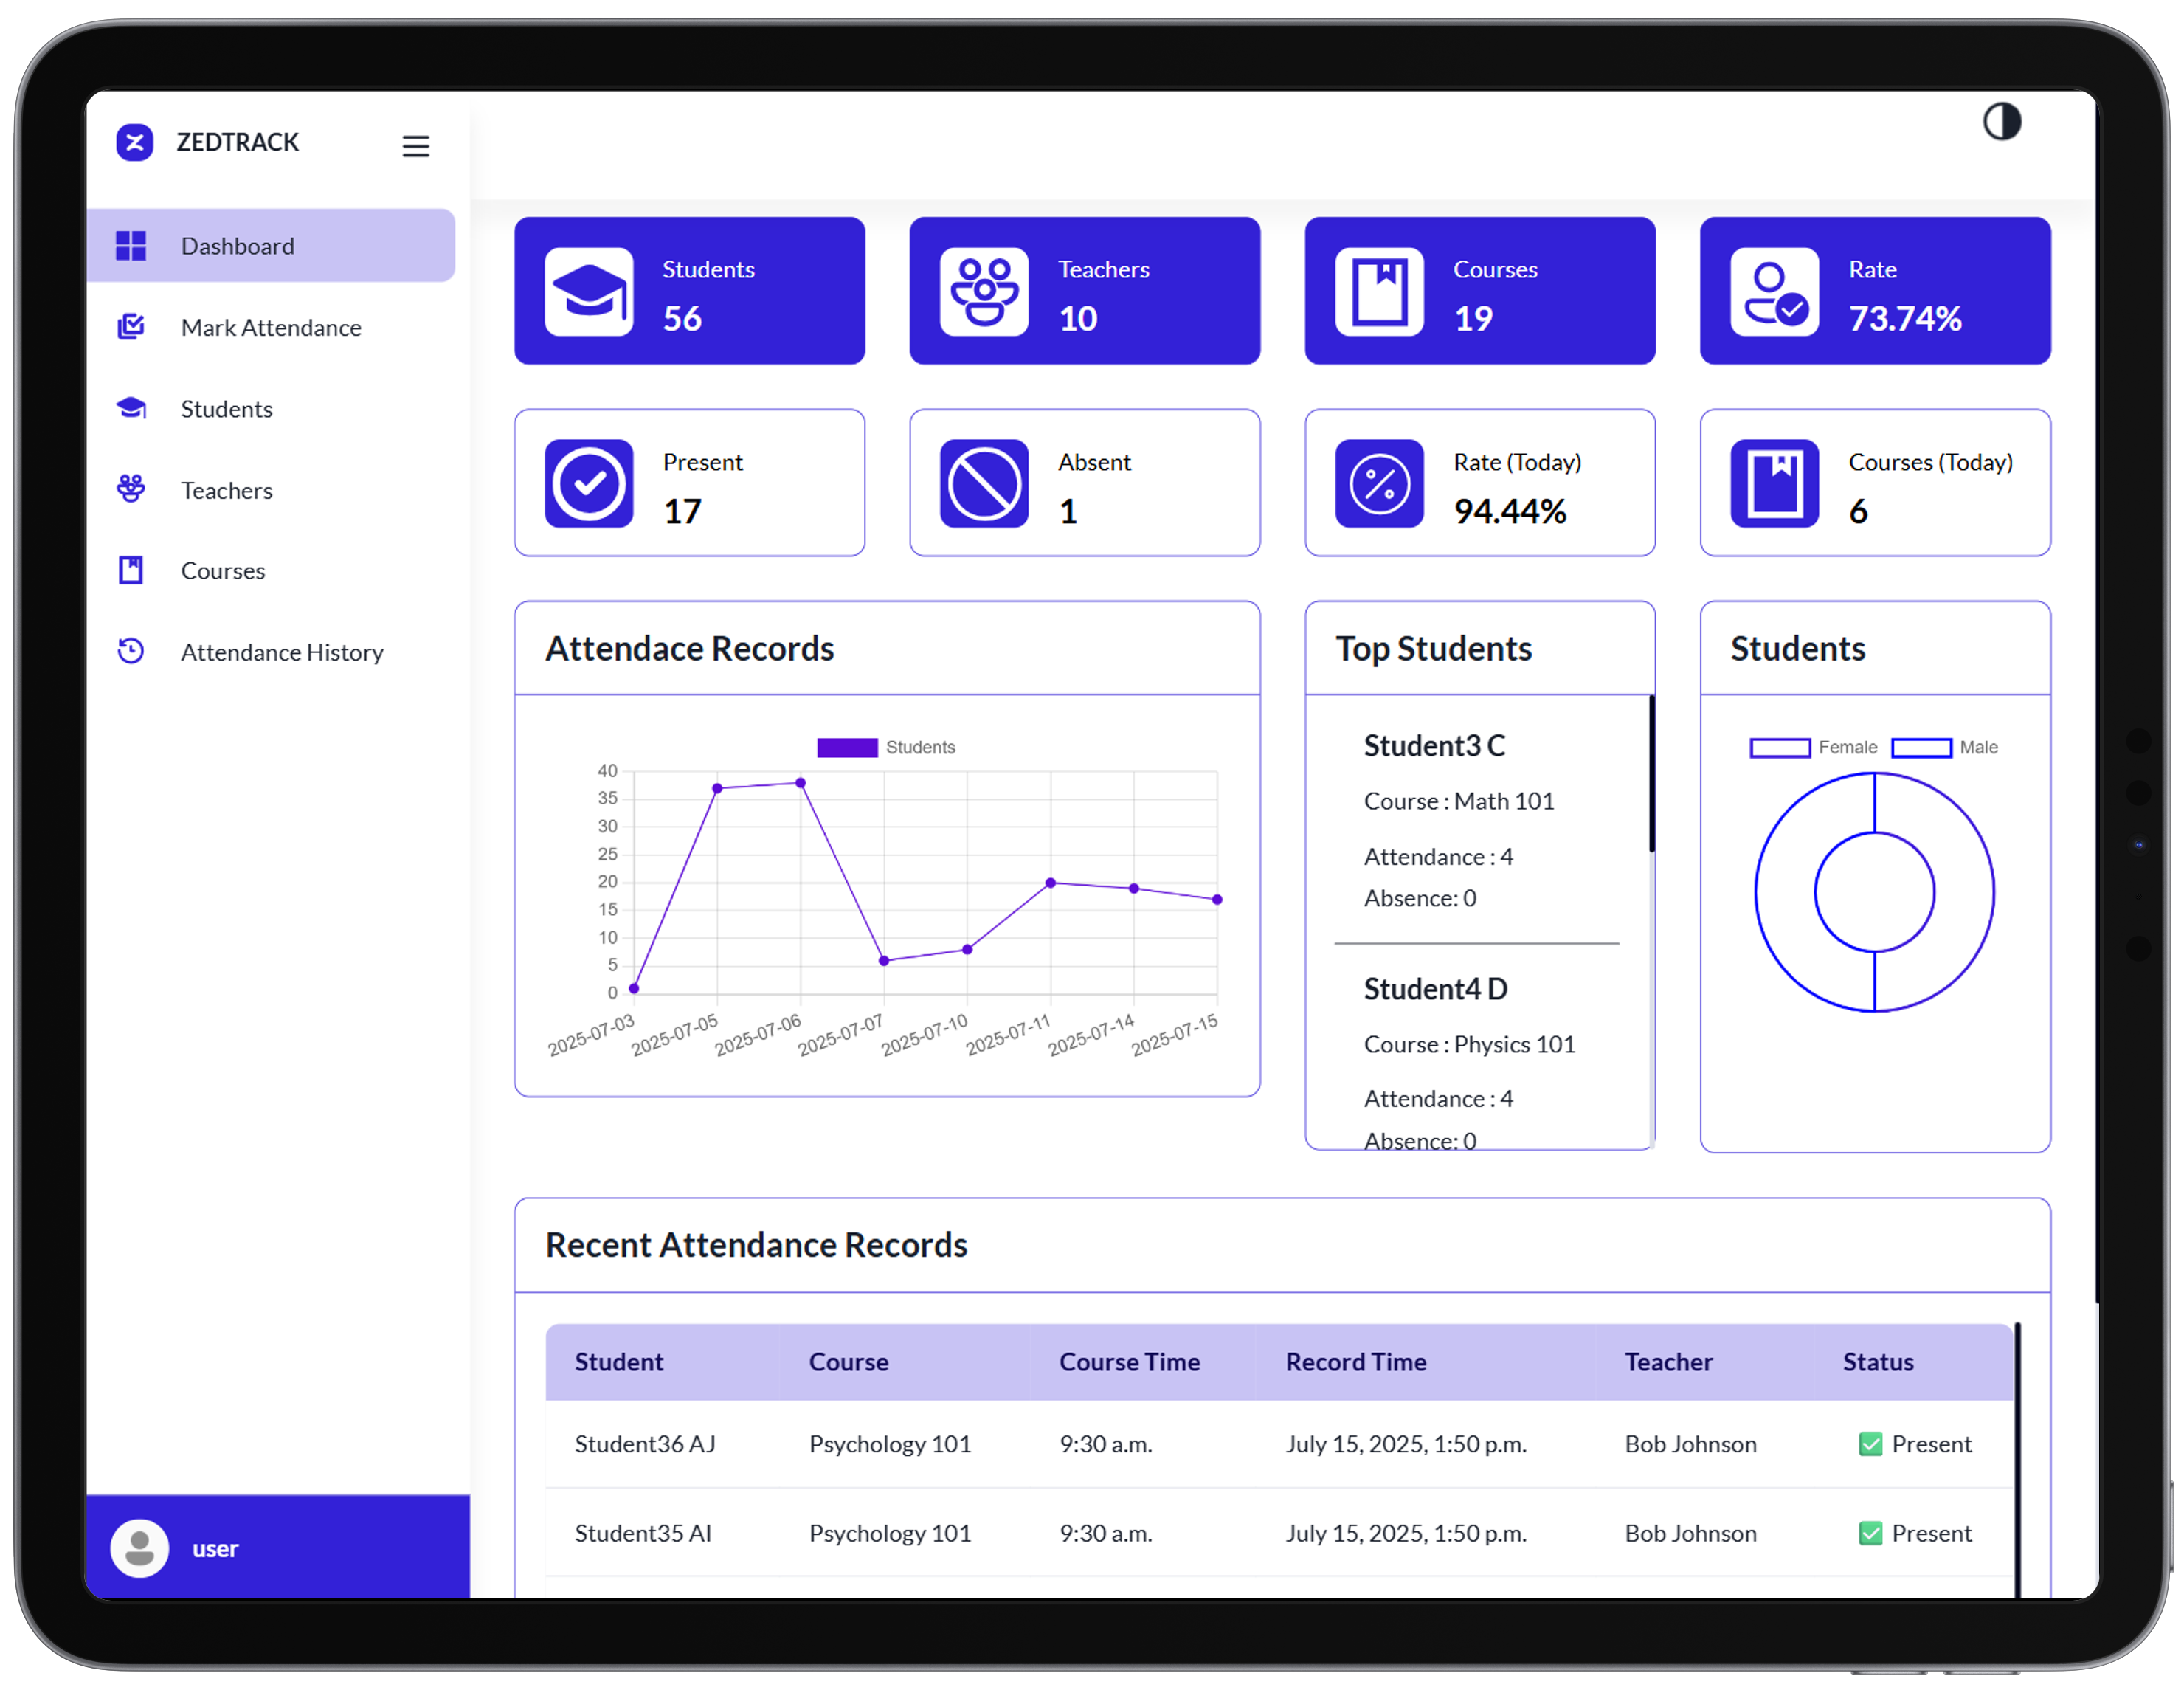 ZEDTRACK
Dashboard
Mark Attendance
Students
Teachers
Courses
Attendance History
user
Students
56
Teachers
10
Courses
19
Rate
73.74%
Present
17
Absent
1
Rate (Today)
94.44%
Courses (Today)
6
Attendace Records
Students
40
35
30
25
20
15
10
5
0
2025-07-03
2025-07-05
2025-07-06
2025-07-07
2025-07-10
2025-07-11
2025-07-14
2025-07-15
Top Students
Student3 C
Course : Math 101
Attendance : 4
Absence: 0
Student4 D
Course : Physics 101
Attendance : 4
Absence: 0
Students
Female Male
Recent Attendance Records
Student Course Course Time Record Time Teacher Status
Student36 AJ Psychology 101 9:30 a.m. July 15, 2025, 1:50 p.m. Bob Johnson ✅ Present
Student35 AI Psychology 101 9:30 a.m. July 15, 2025, 1:50 p.m. Bob Johnson ✅ Present